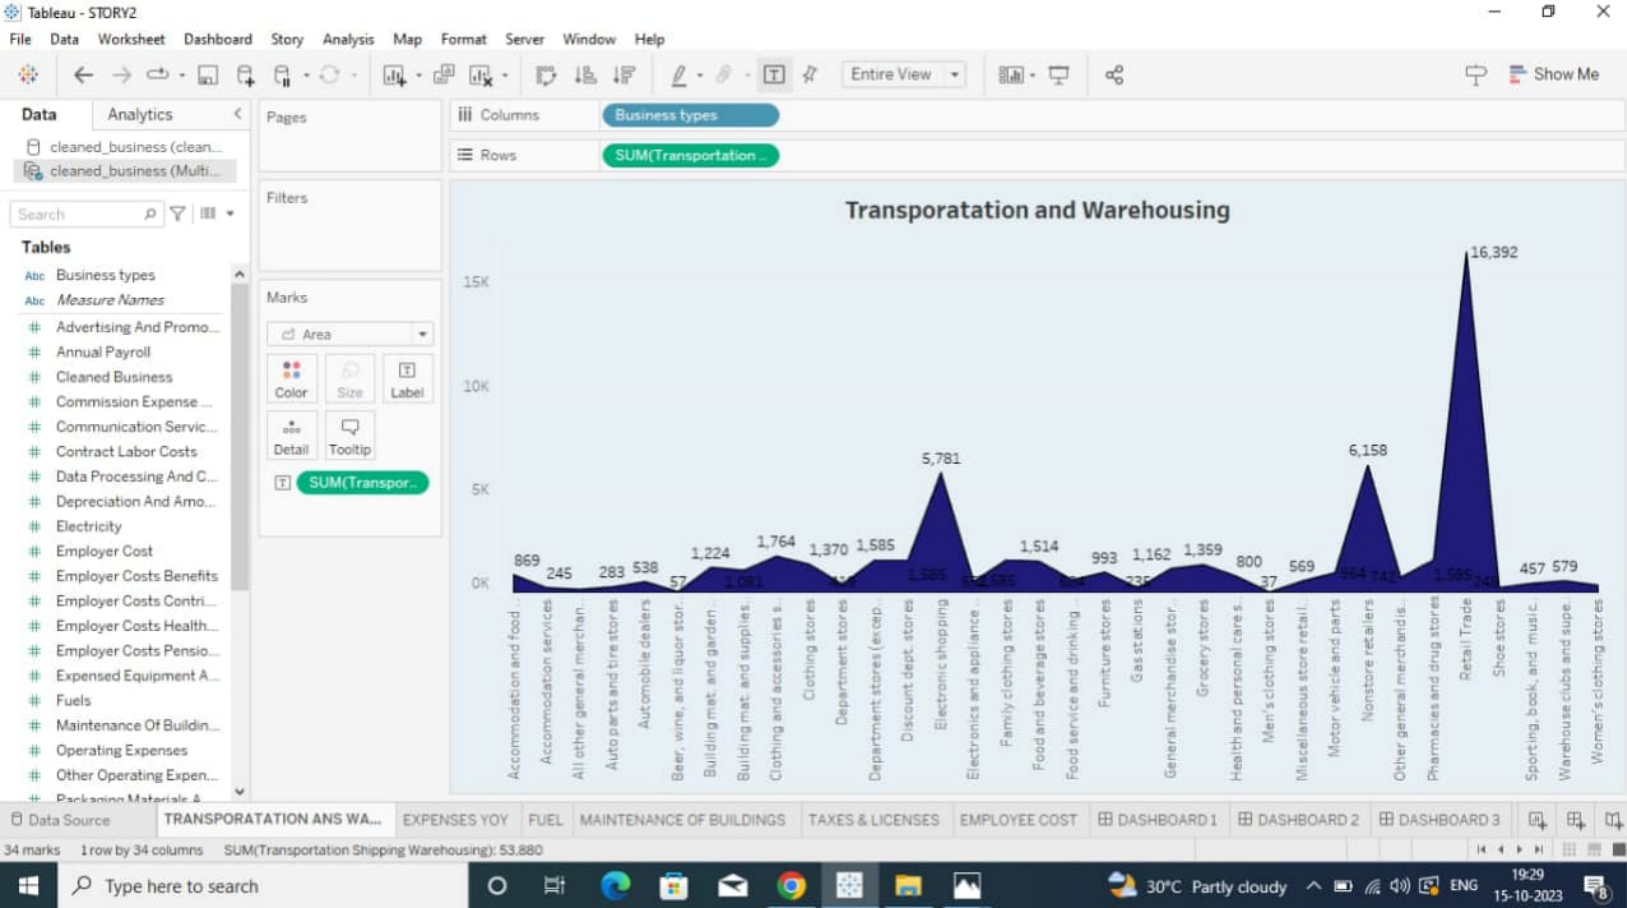 Tableau - STORY2
File Data Worksheet Dashboard Story Analysis Map Format Server Window Help
Entire View
Show Me
Data Analytics
Pages
Columns Business types
cleaned_business (clean...
cleaned_business (Multi...
Rows SUM(Transportation ..
Filters
Search
Tables
Abc Business types
Abc Measure Names
# Advertising And Promo...
# Annual Payroll
# Cleaned Business
# Commission Expense ...
# Communication Servic...
# Contract Labor Costs
# Data Processing And C...
# Depreciation And Amo...
# Electricity
# Employer Cost
# Employer Costs Benefits
# Employer Costs Contri...
# Employer Costs Health...
# Employer Costs Pensio...
# Expensed Equipment A...
# Fuels
# Maintenance Of Buildin...
# Operating Expenses
# Other Operating Expen...
# Packaging Materials A
Marks
Area
Color Size Label
Detail Tooltip
SUM(Transpor..
Transporatation and Warehousing
15K
10K
5K
0K
869
245
283
538
57
1,224
1,081
1,764
1,370
1,585
1,585
5,781
1,514
993
235
1,162
1,359
800
37
569
964
742
6,158
1,585
16,392
457
579
Accommodation and food ..
Accommodation services
All other general merchan..
Auto parts and tire stores
Automobile dealers
Beer, wine, and liquor stor..
Building mat. and garden..
Building mat. and supplies..
Clothing and accessories s..
Clothing stores
Department stores
Department stores (excep..
Discount dept. stores
Electronic shopping
Electronics and appliance..
Family clothing stores
Food and beverage stores
Food service and drinking..
Furniture stores
Gas stations
General merchandise stor..
Grocery stores
Health and personal care s..
Men's clothing stores
Miscellaneous store retail..
Motor vehicle and parts
Nonstore retailers
Other general merchandis..
Pharmacies and drug stores
Retail Trade
Shoe stores
Sporting, book, and music..
Warehouse clubs and supe..
Women's clothing stores
Data Source TRANSPORATATION ANS WA... EXPENSES YOY FUEL MAINTENANCE OF BUILDINGS TAXES & LICENSES EMPLOYEE COST DASHBOARD 1 DASHBOARD 2 DASHBOARD 3
34 marks 1 row by 34 columns SUM(Transportation Shipping Warehousing): 53,880
Type here to search
30°C Partly cloudy
ENG
19:29
15-10-2023
8